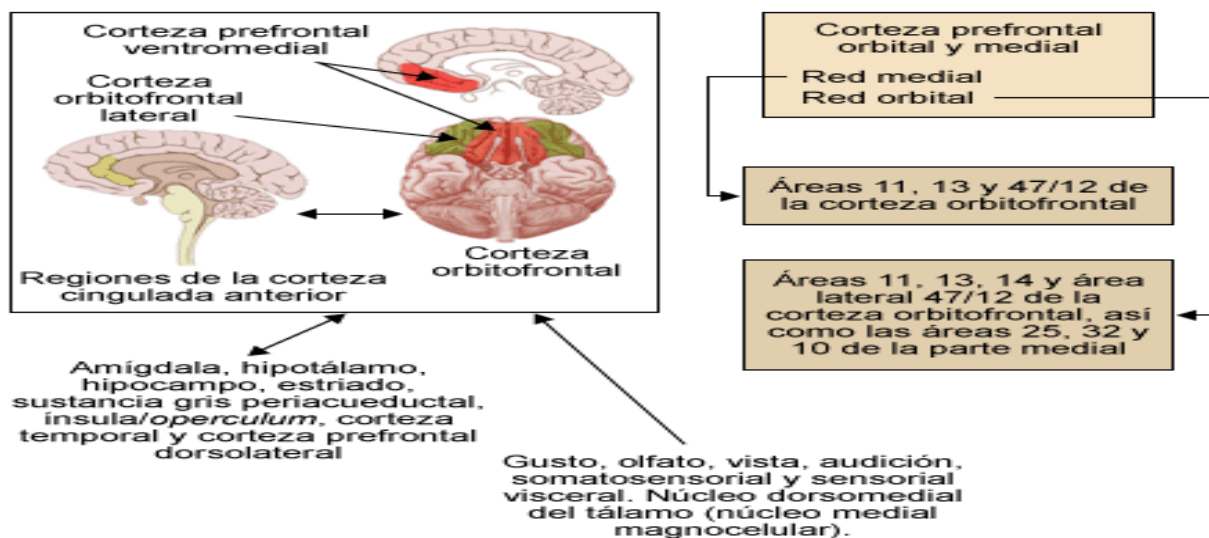 Corteza prefrontal
ventromedial
Corteza
orbitofrontal
lateral
Corteza
orbitofrontal
Regiones de la corteza
cingulada anterior
Amígdala, hipotálamo,
hipocampo, estriado,
sustancia gris periacueductal,
ínsula/operculum, corteza
temporal y corteza prefrontal
dorsolateral
Gusto, olfato, vista, audición,
somatosensorial y sensorial
visceral. Núcleo dorsomedial
del tálamo (núcleo medial
magnocelular).
Corteza prefrontal
orbital y medial
Red medial
Red orbital
Áreas 11, 13 y 47/12 de
la corteza orbitofrontal
Áreas 11, 13, 14 y área
lateral 47/12 de la
corteza orbitofrontal, así
como las áreas 25, 32 y
10 de la parte medial